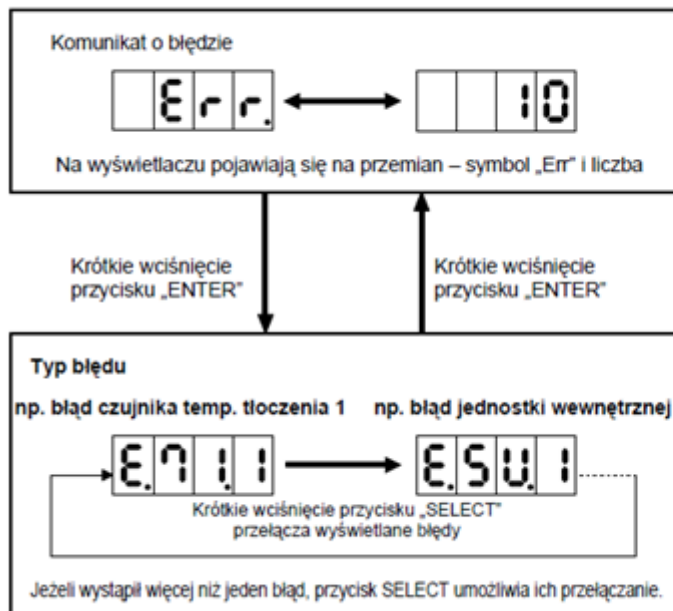 Komunikat o błędzie
Err. 10
Na wyświetlaczu pojawiają się na przemian – symbol „Err” i liczba
Krótkie wciśnięcie
przycisku „ENTER”
Krótkie wciśnięcie
przycisku „ENTER”
Typ błędu
np. błąd czujnika temp. tłoczenia 1 np. błąd jednostki wewnętrznej
E.71.1 E.5U.1
Krótkie wciśnięcie przycisku „SELECT”
przełącza wyświetlane błędy
Jeżeli wystąpił więcej niż jeden błąd, przycisk SELECT umożliwia ich przełączanie.